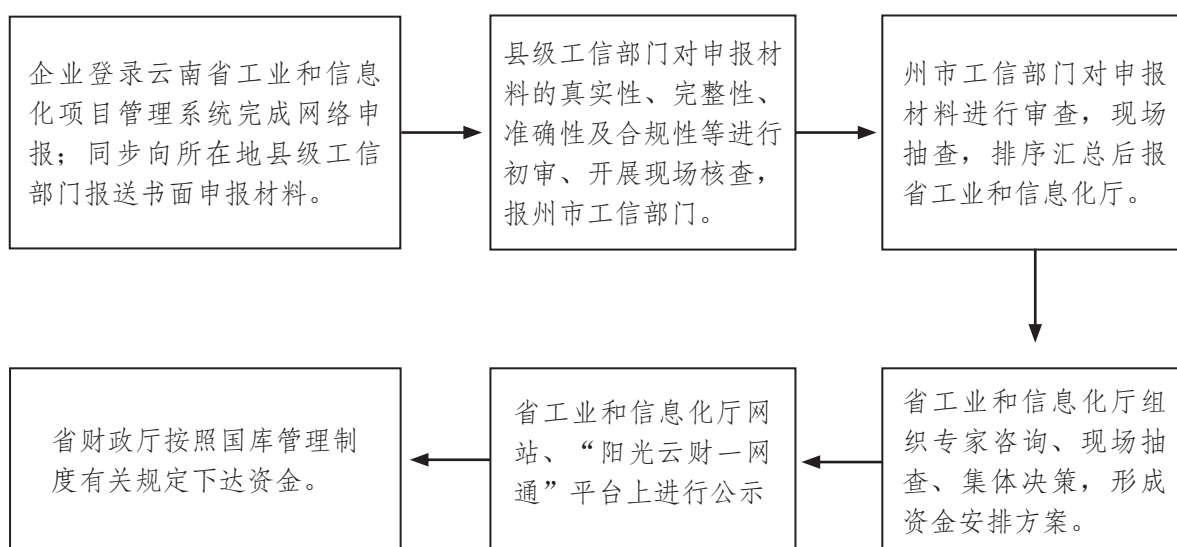 企业登录云南省工业和信息
化项目管理系统完成网络申
报；同步向所在地县级工信
部门报送书面申报材料。
县级工信部门对申报材
料的真实性、完整性、
准确性及合规性等进行
初审、开展现场核查，
报州市工信部门。
州市工信部门对申报
材料进行审查，现场
抽查，排序汇总后报
省工业和信息化厅。
省工业和信息化厅组
织专家咨询、现场抽
查、集体决策，形成
资金安排方案。
省工业和信息化厅网
站、“阳光云财一网
通”平台上进行公示
省财政厅按照国库管理制
度有关规定下达资金。